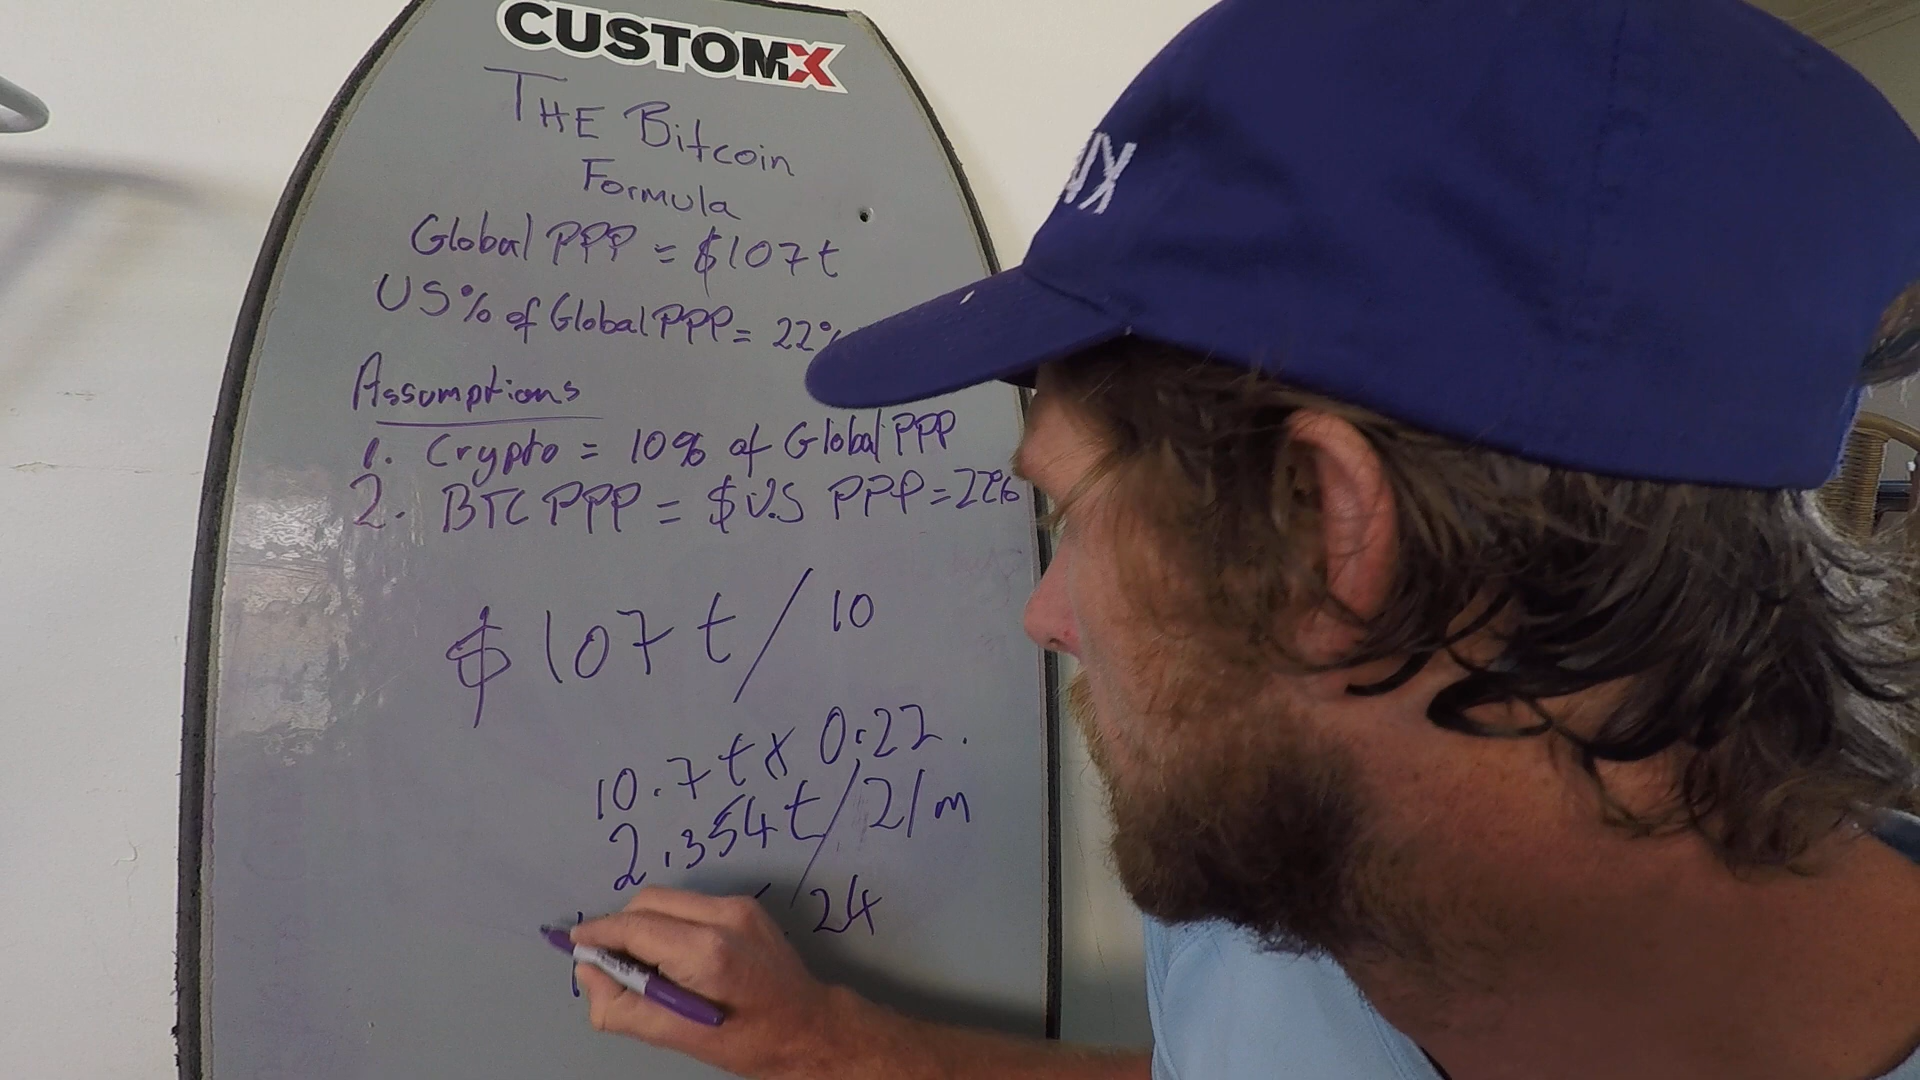 CUSTOMX
THE Bitcoin
Formula
Global PPP = $107t
US% of Global PPP = 22%
Assumptions
1. Crypto = 10% of Global PPP
2. BTC PPP = $U.S PPP = 22%
$107t/10
10.7t x 0.22.
2.354t/21m
24